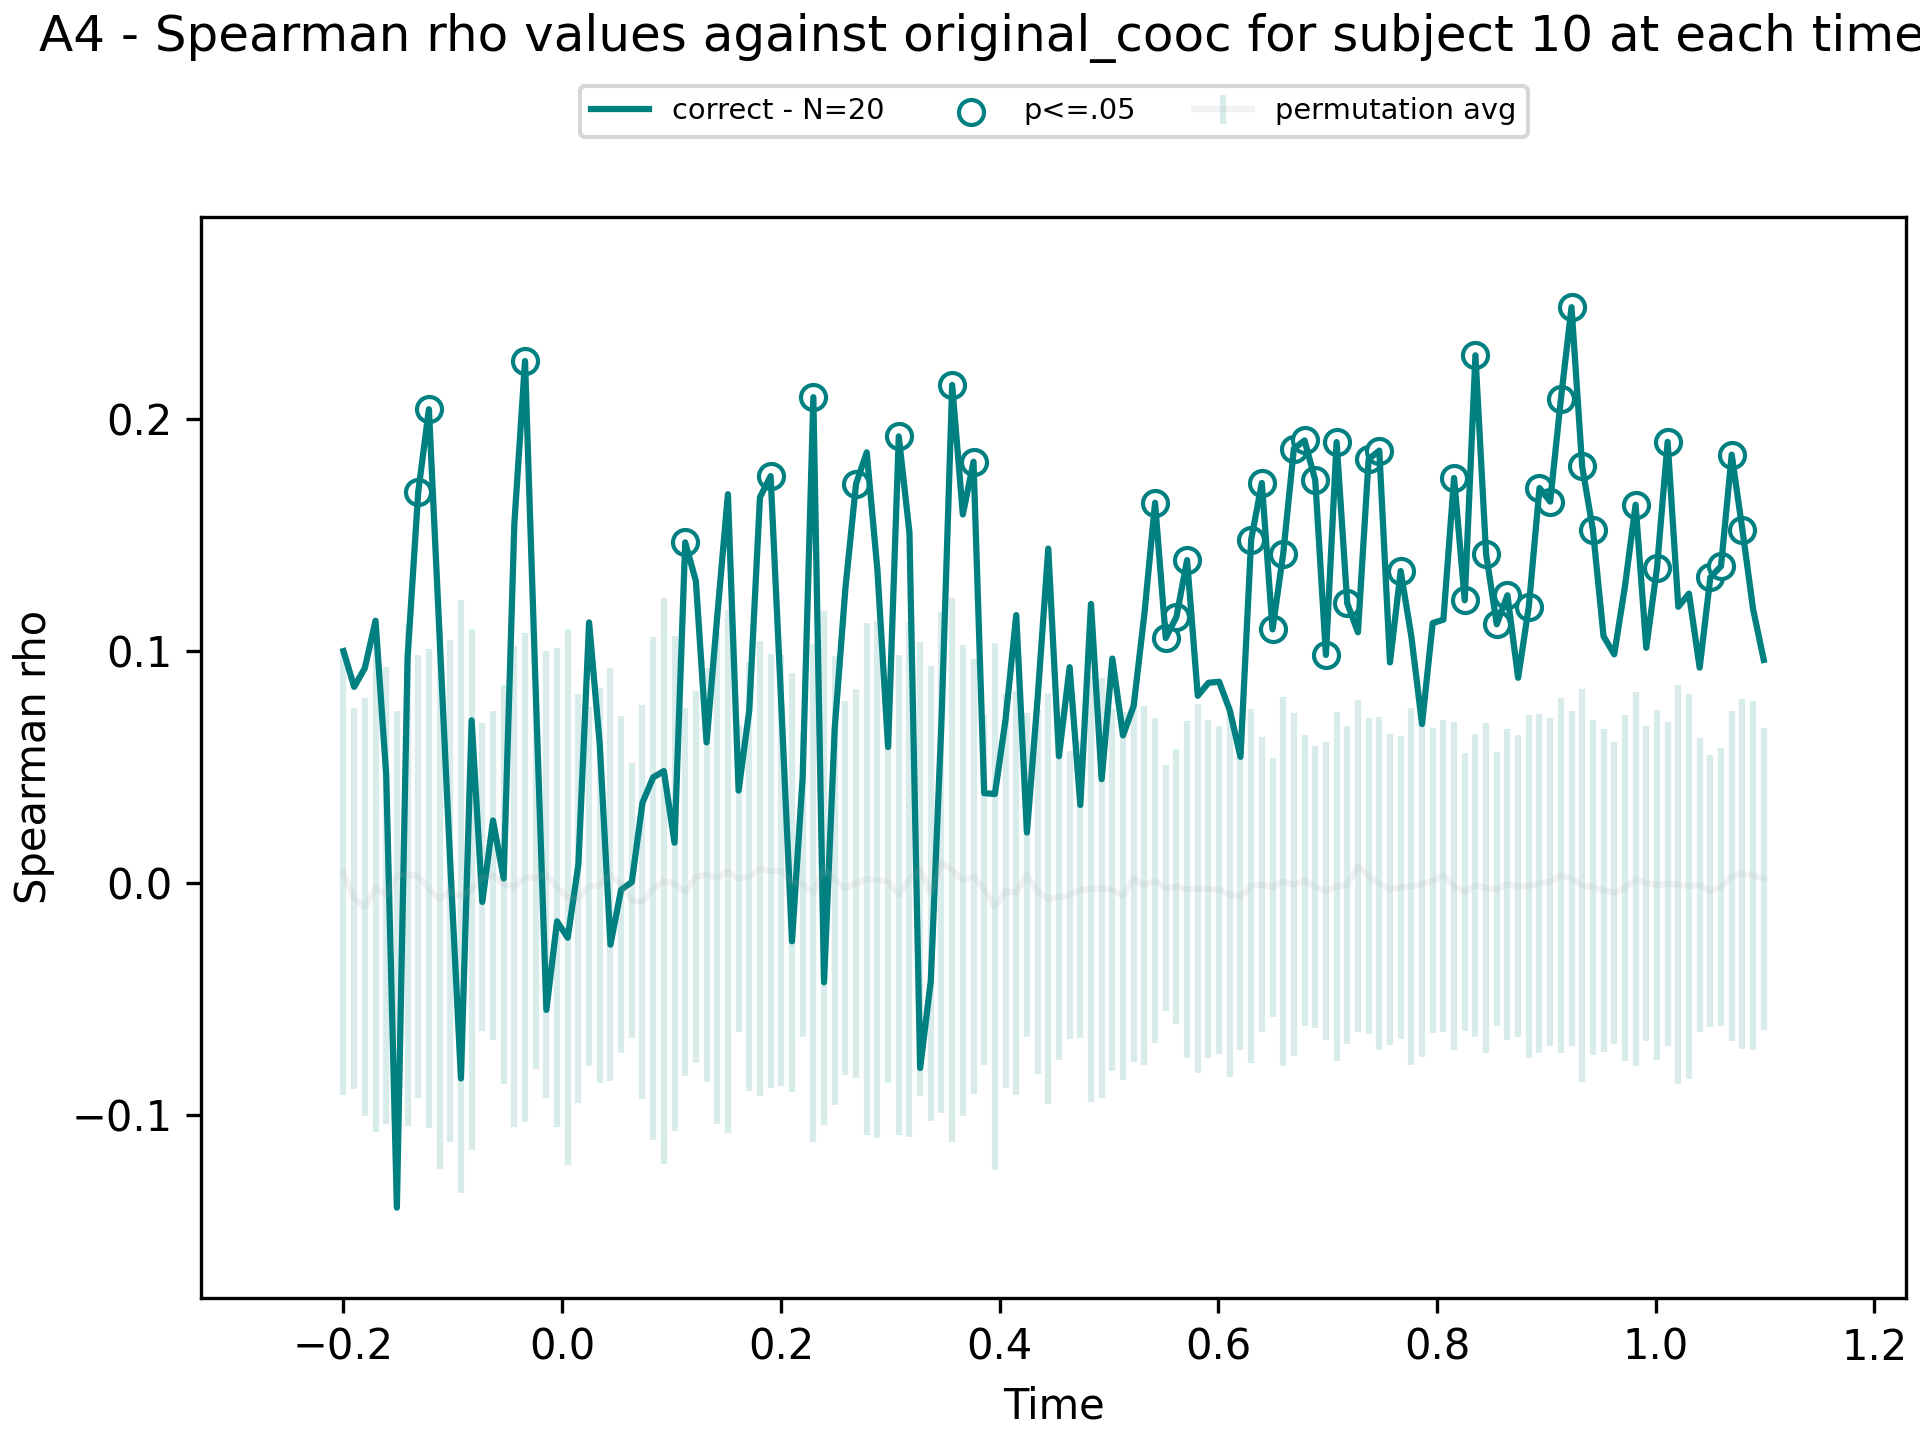 A4 - Spearman rho values against original_cooc for subject 10 at each time
correct - N=20 p<=.05 permutation avg
Spearman rho
0.2
0.1
0.0
−0.1
−0.2 0.0 0.2 0.4 0.6 0.8 1.0 1.2
Time